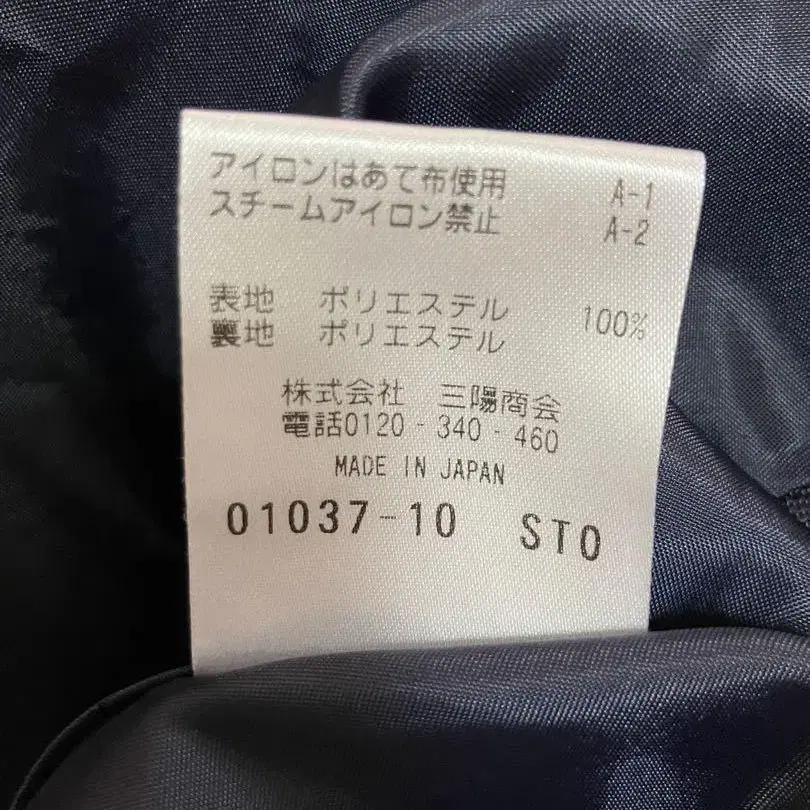 アイロンはあて布使用 A-1
スチームアイロン禁止 A-2
表地 ポリエステル 100%
裏地 ポリエステル
株式会社 三陽商会
電話0120-340-460
MADE IN JAPAN
01037-10 STO